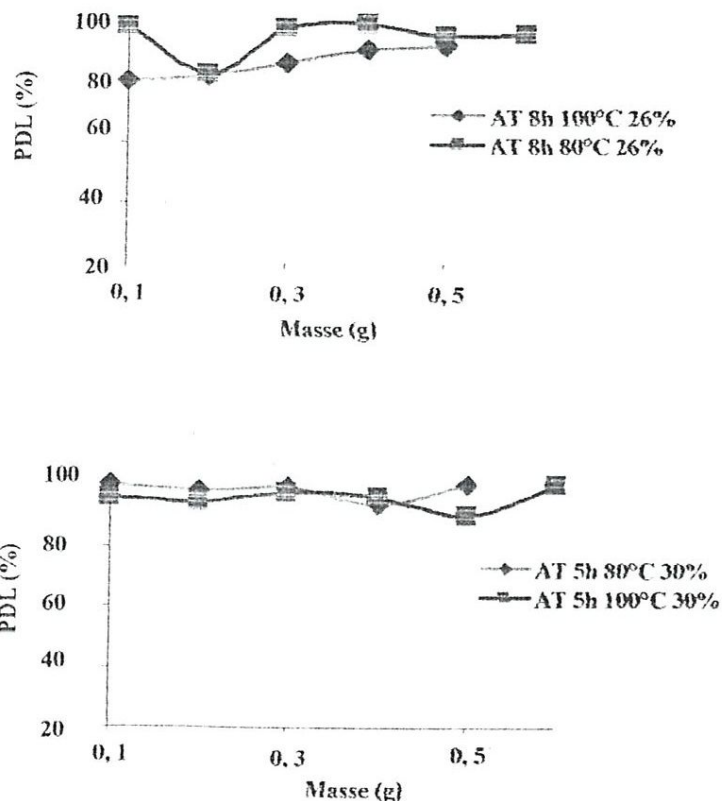 100
80
60
40
20
PDL (%)
0, 1
0, 3
0, 5
Masse (g)
AT 8h 100°C 26%
AT 8h 80°C 26%
100
80
60
40
20
PDL (%)
0, 1
0, 3
0, 5
Masse (g)
AT 5h 80°C 30%
AT 5h 100°C 30%